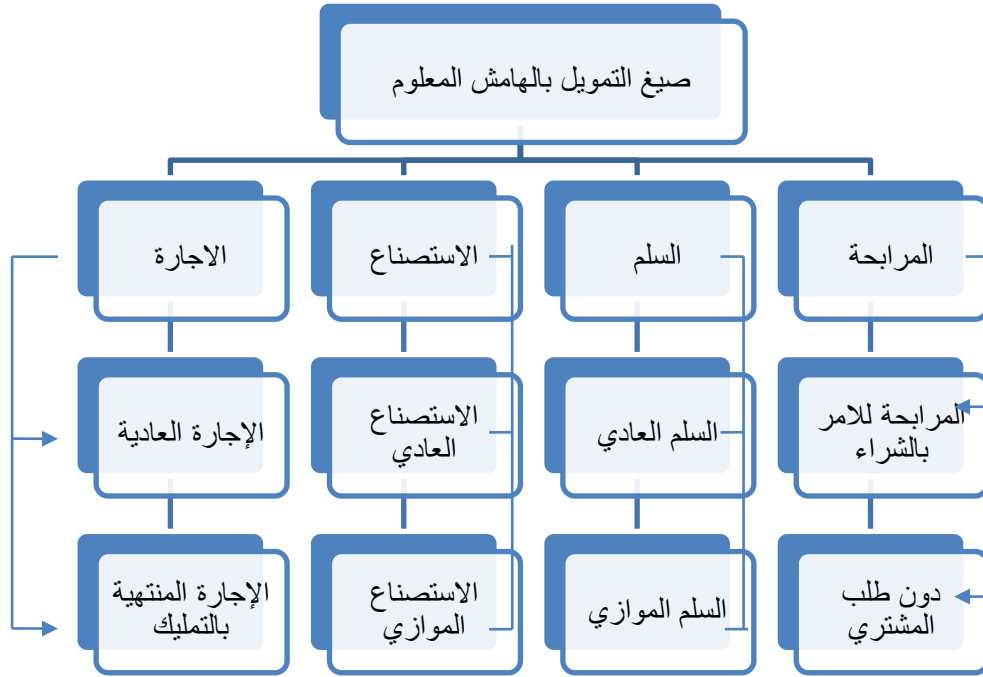 صيغ التمويل بالهامش المعلوم
المرابحة
السلم
الاستصناع
الاجارة
المرابحة للامر
بالشراء
السلم العادي
الاستصناع
العادي
الإجارة العادية
دون طلب
المشتري
السلم الموازي
الاستصناع
الموازي
الإجارة المنتهية
بالتمليك